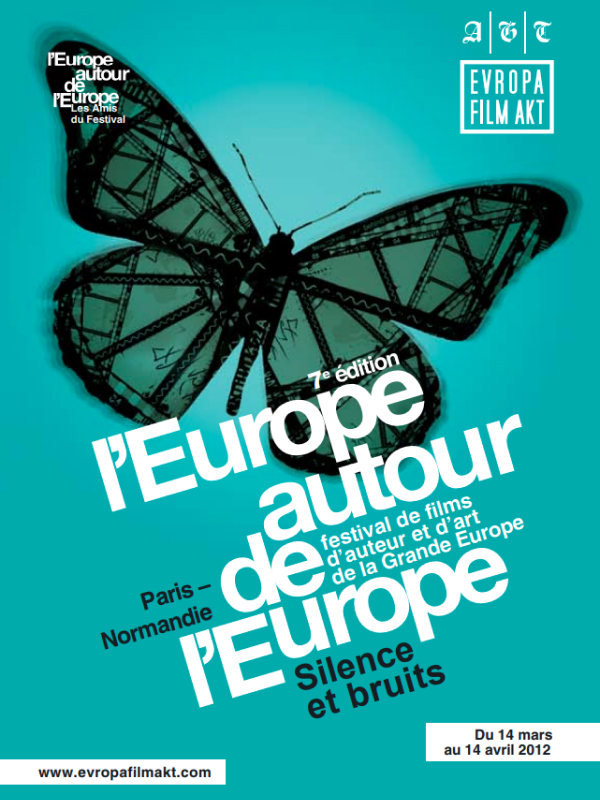 l'Europe
autour
de
l'Europe
Les Amis
du Festival
A G T
EVROPA
FILM AKT
7e édition
l'Europe
autour
de
festival de films
d'auteur et d'art
de la Grande Europe
l'Europe
Paris –
Normandie
Silence
et bruits
Du 14 mars
au 14 avril 2012
www.evropafilmakt.com